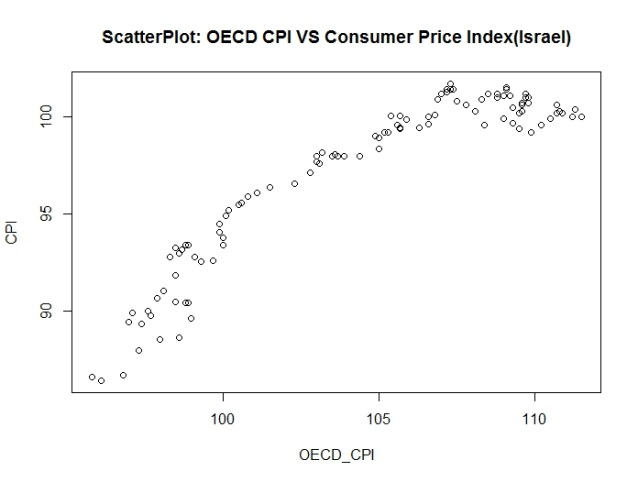 ScatterPlot: OECD CPI VS Consumer Price Index(Israel)
100
95
90
CPI
100 105 110
OECD_CPI